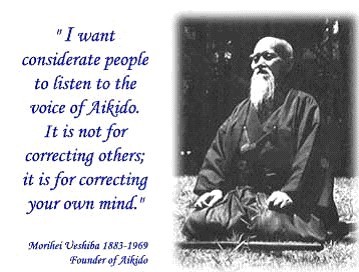 " I want
considerate people
to listen to the
voice of Aikido.
It is not for
correcting others;
it is for correcting
your own mind."
Morihei Ueshiba 1883-1969
Founder of Aikido